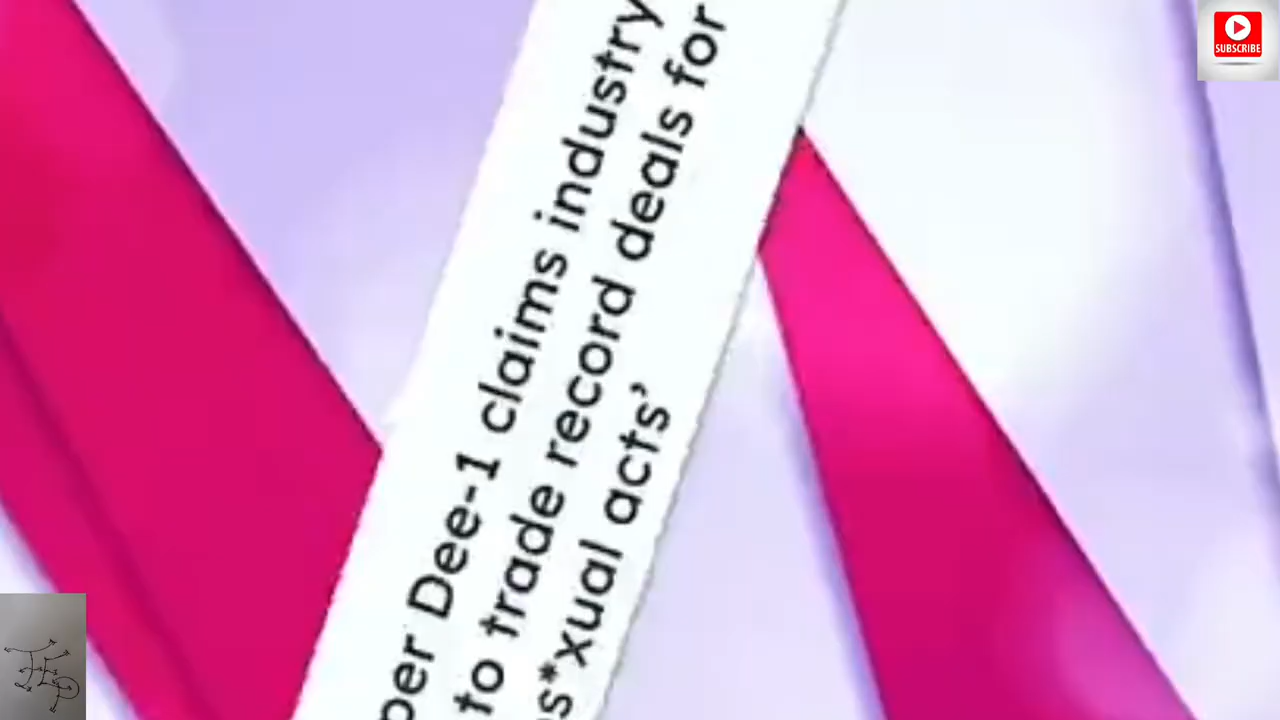 per Dee-1 claims industry
to trade record deals for
s*xual acts’
SUBSCRIBE